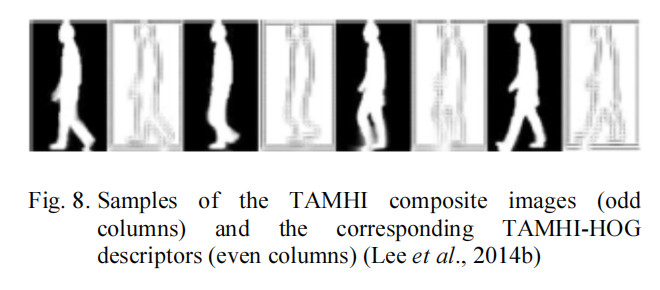 Fig. 8. Samples of the TAMHI composite images (odd
columns) and the corresponding TAMHI-HOG
descriptors (even columns) (Lee et al., 2014b)